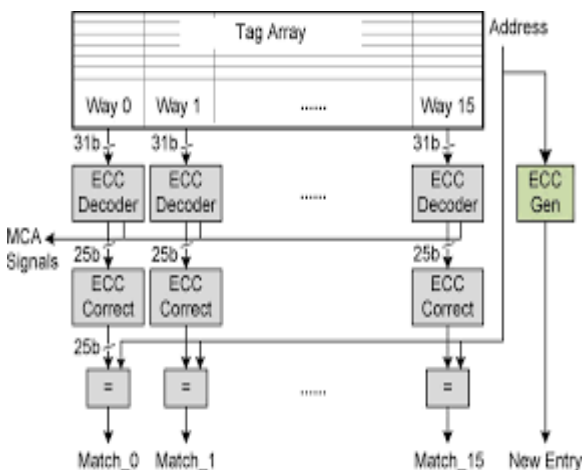 Tag Array
Address
Way 0 Way 1 ...... Way 15
31b 31b 31b
ECC Decoder
ECC Decoder
......
ECC Decoder
ECC Gen
MCA Signals
25b 25b 25b
ECC Correct
ECC Correct
ECC Correct
25b
= = ...... =
Match_0 Match_1 Match_15 New Entry